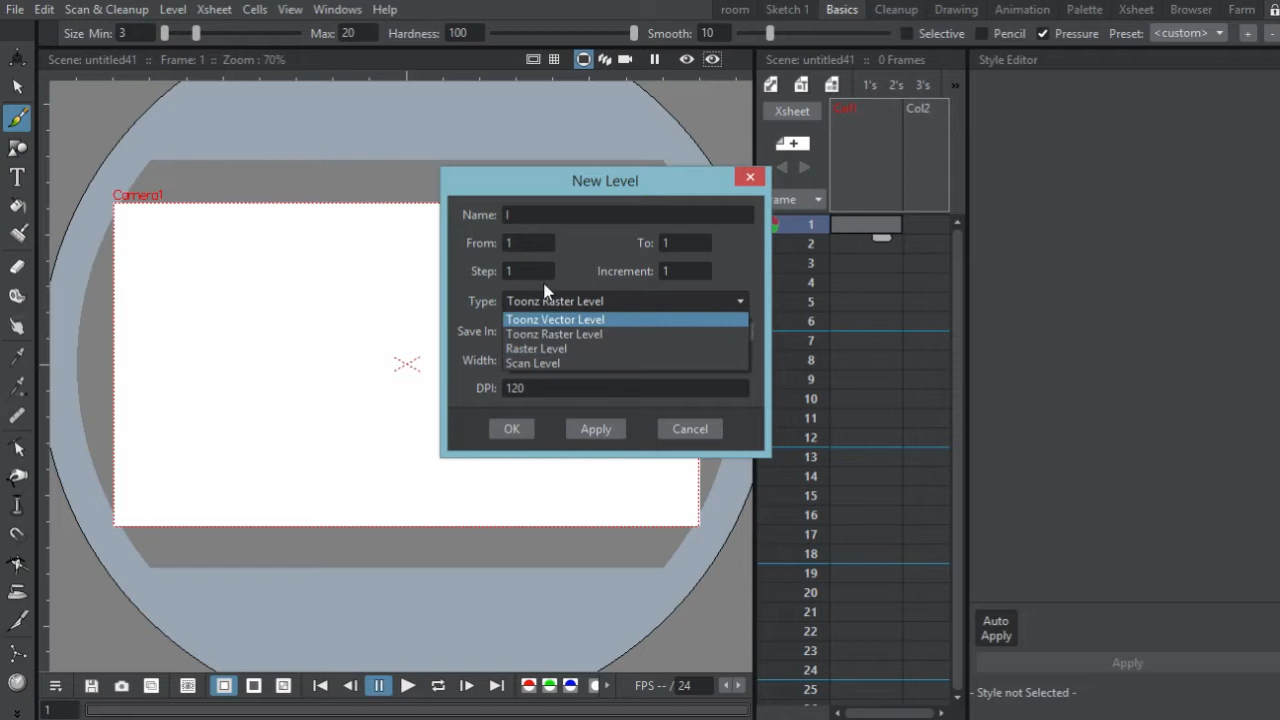 File Edit Scan & Cleanup Level Xsheet Cells View Windows Help room Sketch 1 Basics Cleanup Drawing Animation Palette Xsheet Browser Farm
Size Min: 3 Max: 20 Hardness: 100 Smooth: 10 Selective Pencil Pressure Preset: <custom> + -
Scene: untitled41 :: Frame: 1 :: Zoom : 70%
Scene: untitled41 :: 0 Frames
Style Editor
1's 2's 3's »
Xsheet
Col2
+
ame
Camera1
New Level
Name: l
From: 1 To: 1
Step: 1 Increment: 1
Type: Toonz Raster Level
Toonz Vector Level
Toonz Raster Level
Raster Level
Scan Level
Save In:
Width:
DPI: 120
OK Apply Cancel
1
2
3
4
5
6
7
8
9
10
11
12
13
14
15
16
17
18
19
20
21
22
23
24
25
Auto
Apply
Apply
- Style not Selected -
FPS -- / 24
1